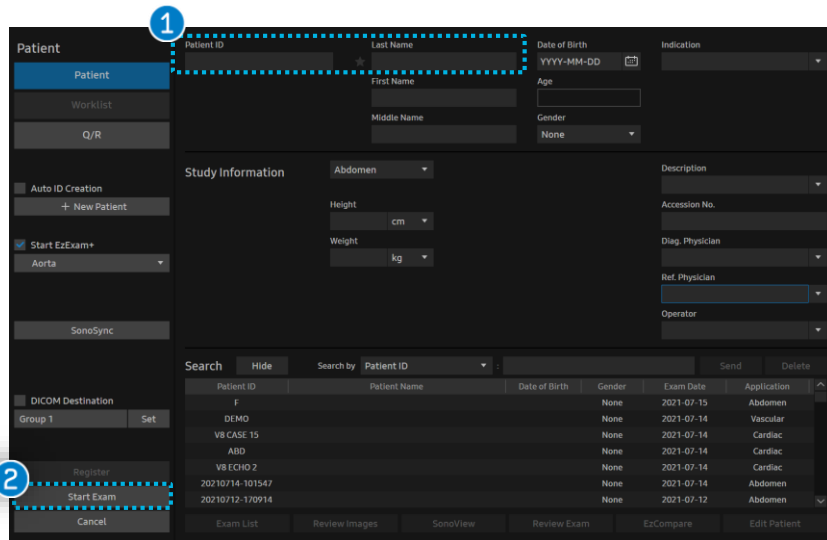 1
Patient
Patient
Worklist
Q/R
Auto ID Creation
+ New Patient
Start EzExam+
Aorta
SonoSync
DICOM Destination
Group 1 Set
Register
2
Start Exam
Cancel
Patient ID Last Name Date of Birth Indication
YYYY-MM-DD
First Name Age
Middle Name Gender
None
Study Information Abdomen Description
Height Accession No.
cm
Weight Diag. Physician
kg
Ref. Physician
Operator
Search Hide Search by Patient ID : Send Delete
Patient ID Patient Name Date of Birth Gender Exam Date Application
F None 2021-07-15 Abdomen
DEMO None 2021-07-14 Vascular
V8 CASE 15 None 2021-07-14 Cardiac
ABD None 2021-07-14 Cardiac
V8 ECHO 2 None 2021-07-14 Cardiac
20210714-101547 None 2021-07-14 Abdomen
20210712-170914 None 2021-07-12 Abdomen
Exam List Review Images SonoView Review Exam EzCompare Edit Patient